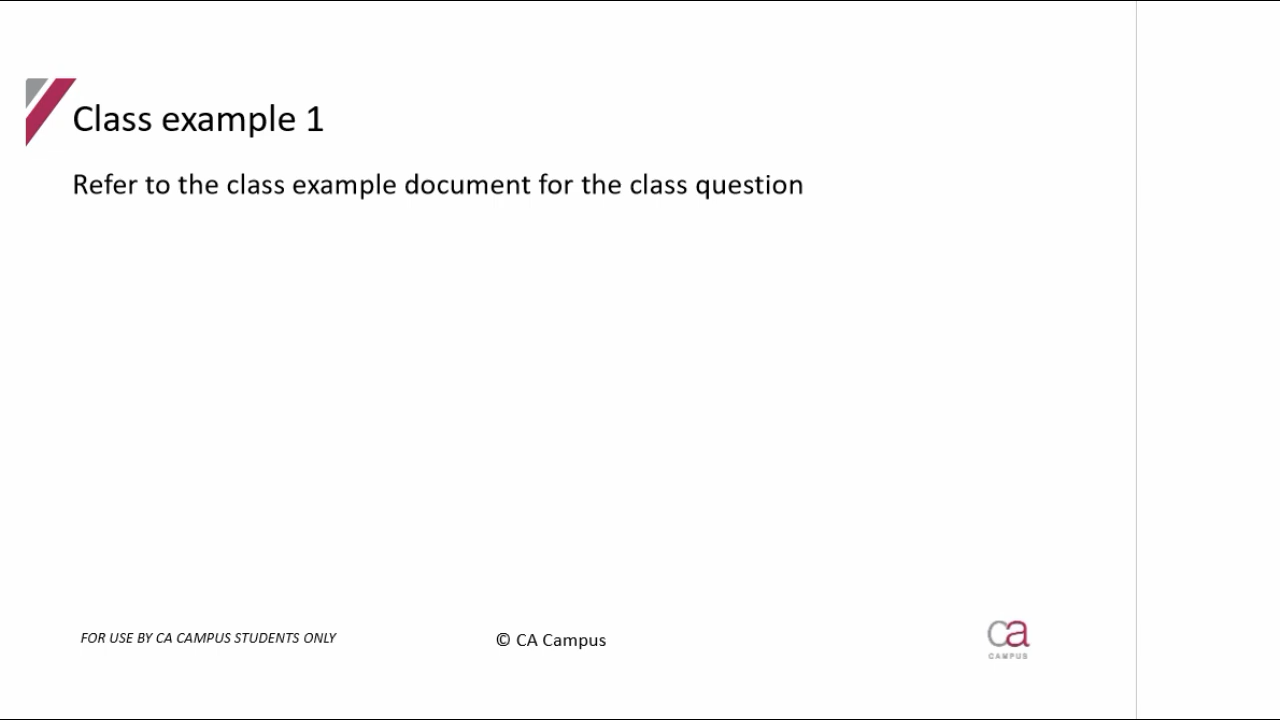 Class example 1
Refer to the class example document for the class question
FOR USE BY CA CAMPUS STUDENTS ONLY
© CA Campus
ca
CAMPUS